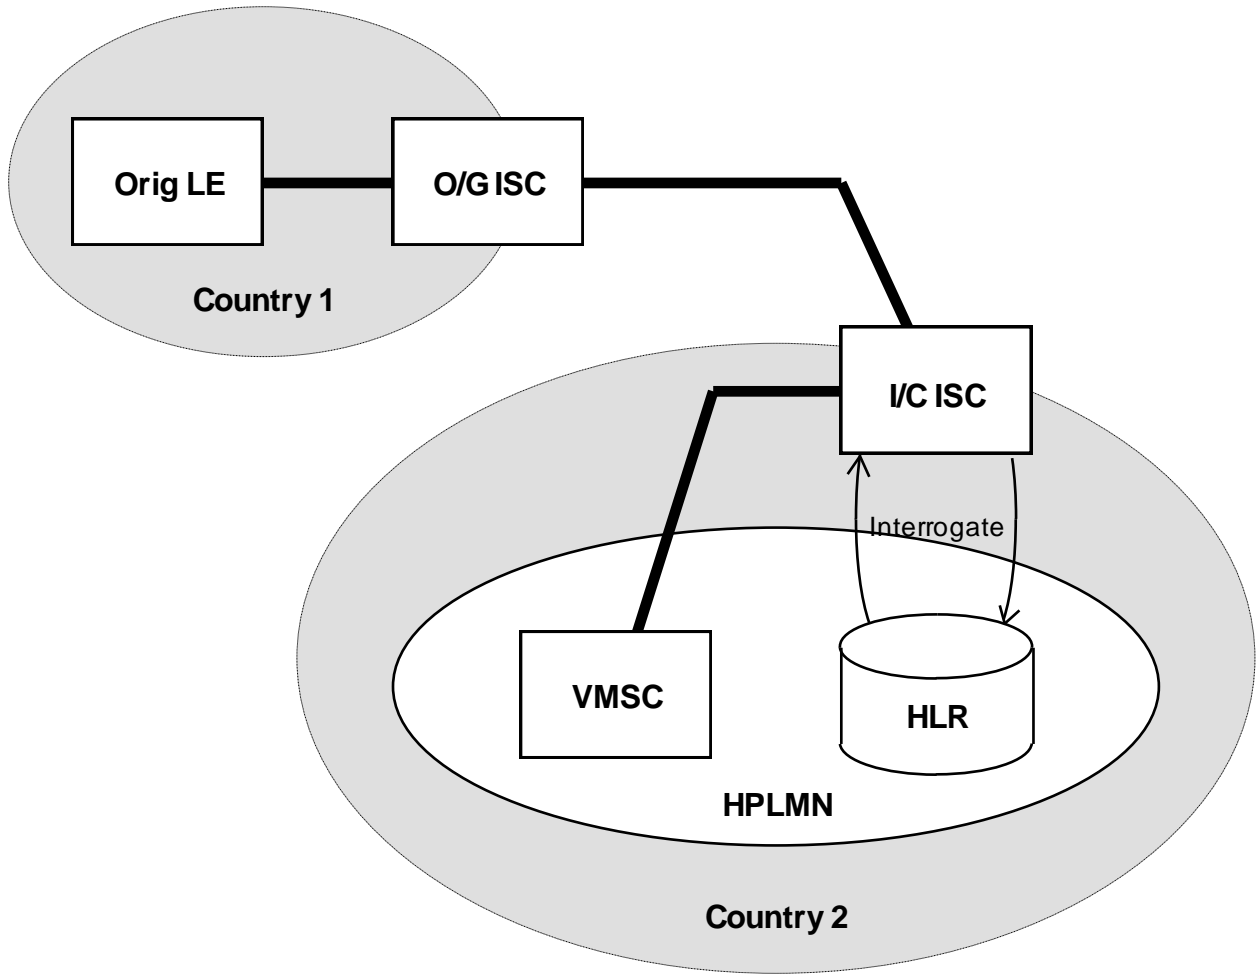 Orig LE
O/G ISC
Country 1
I/C ISC
Interrogate
VMSC
HLR
HPLMN
Country 2